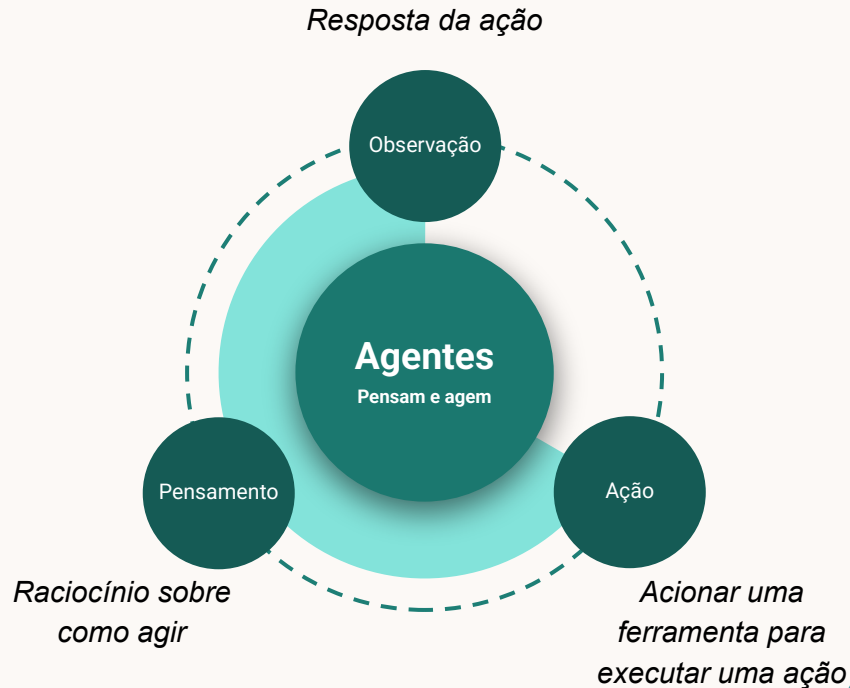 Resposta da ação
Observação
Agentes
Pensam e agem
Pensamento
Ação
Raciocínio sobre
como agir
Acionar uma
ferramenta para
executar uma ação